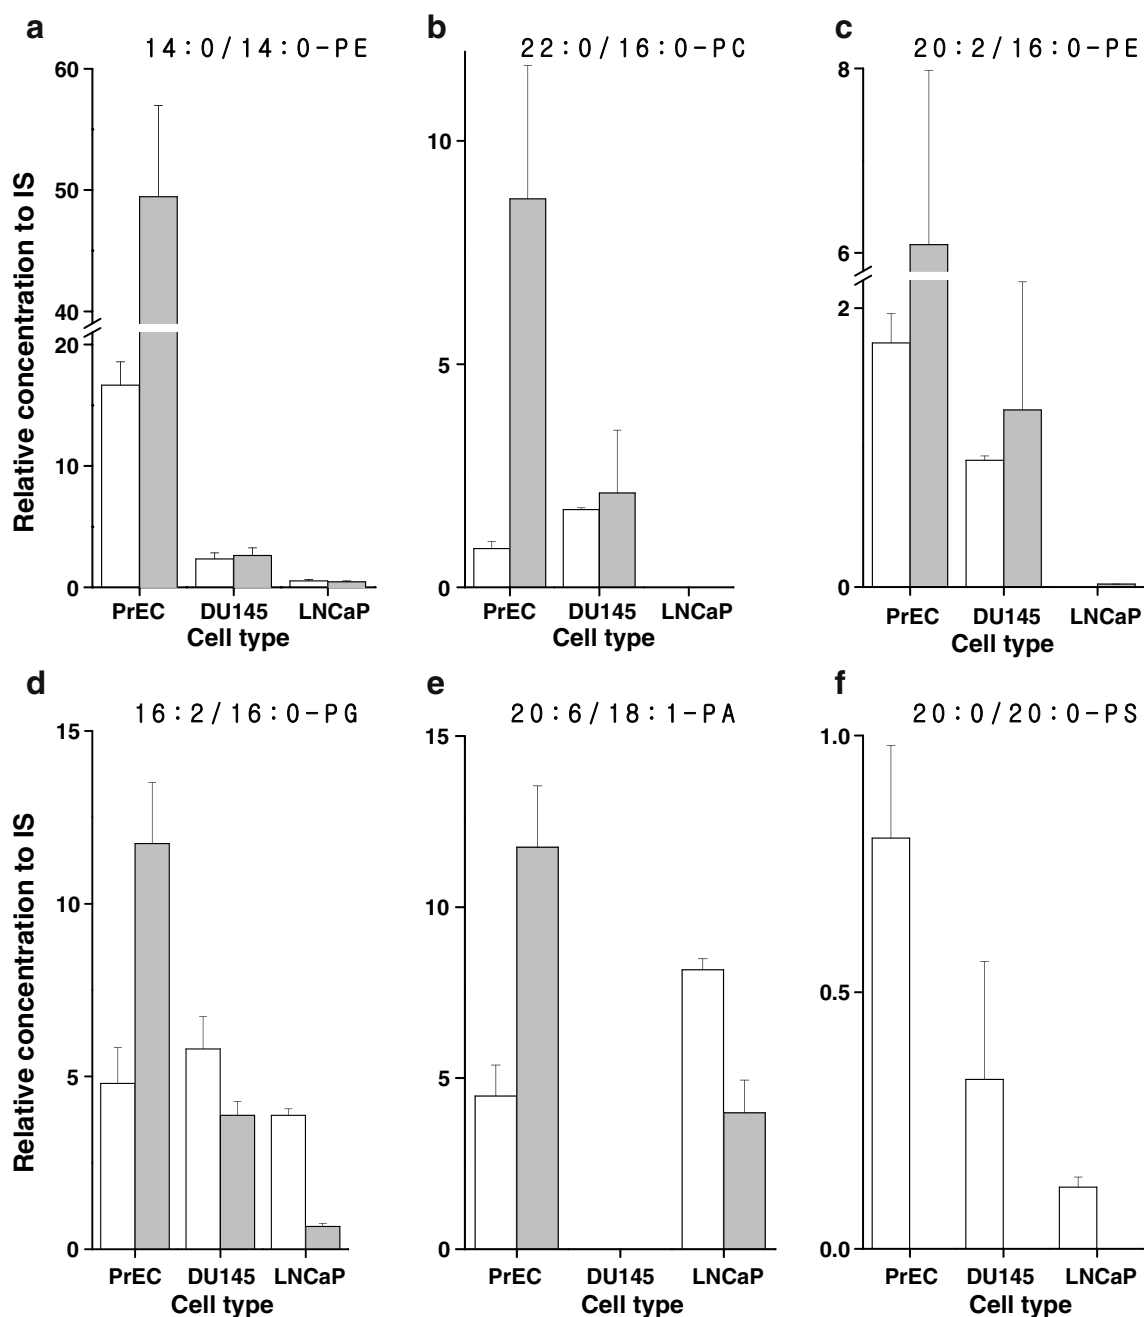 a
14:0/14:0-PE
Relative concentration to IS
60
50
40
20
10
0
PrEC DU145 LNCaP
Cell type
b
22:0/16:0-PC
10
5
0
PrEC DU145 LNCaP
Cell type
c
20:2/16:0-PE
8
6
2
0
PrEC DU145 LNCaP
Cell type
d
16:2/16:0-PG
Relative concentration to IS
15
10
5
0
PrEC DU145 LNCaP
Cell type
e
20:6/18:1-PA
15
10
5
0
PrEC DU145 LNCaP
Cell type
f
20:0/20:0-PS
1.0
0.5
0.0
PrEC DU145 LNCaP
Cell type